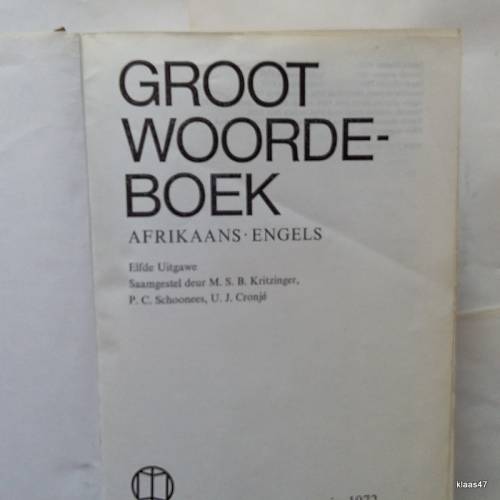 GROOT
WOORDE-
BOEK
AFRIKAANS · ENGELS
Elfde Uitgawe
Saamgestel deur M. S. B. Kritzinger,
P. C. Schoonees, U. J. Cronjé
klaas47